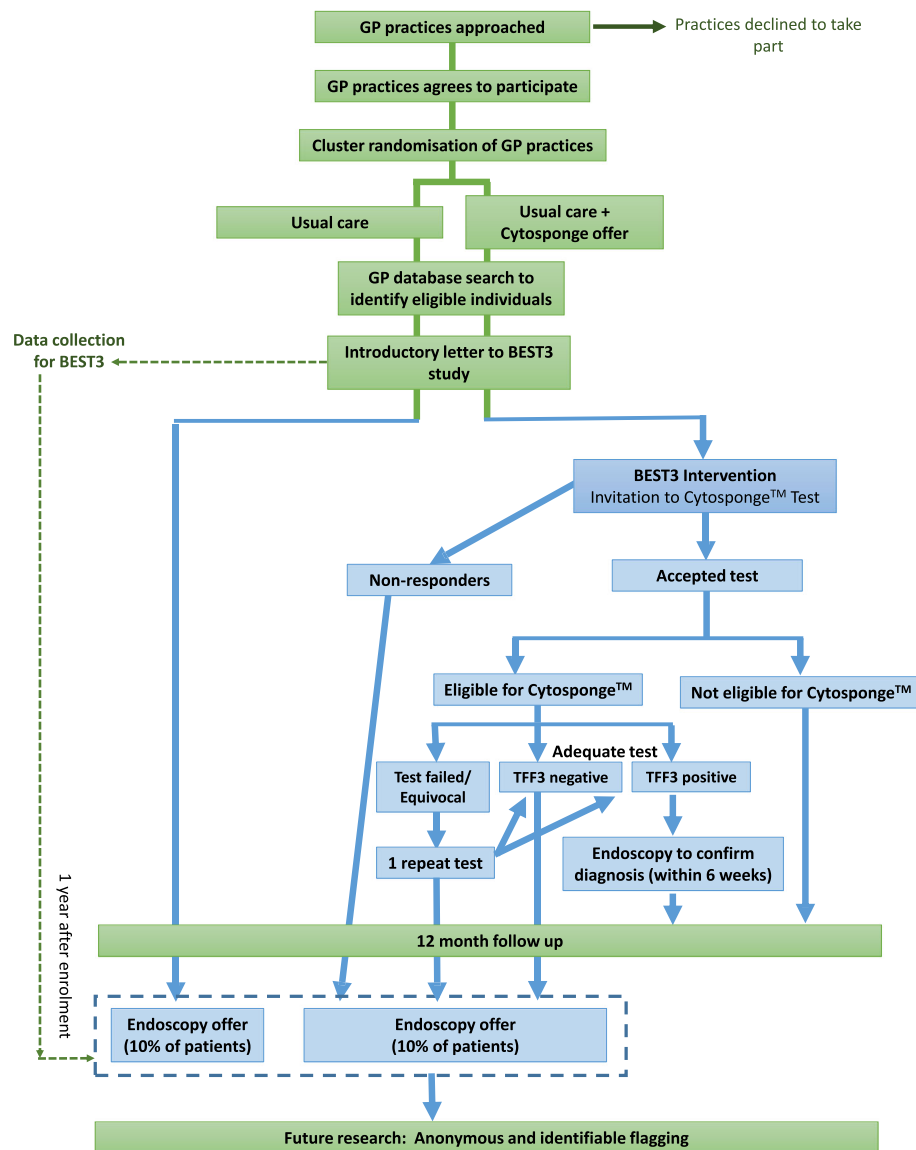 GP practices approached
Practices declined to take
part
GP practices agrees to participate
Cluster randomisation of GP practices
Usual care
Usual care +
Cytosponge offer
GP database search to
identify eligible individuals
Data collection
for BEST3
Introductory letter to BEST3
study
BEST3 Intervention
Invitation to Cytosponge™ Test
Non-responders
Accepted test
Eligible for Cytosponge™
Not eligible for Cytosponge™
Adequate test
Test failed/
Equivocal
TFF3 negative
TFF3 positive
1 repeat test
Endoscopy to confirm
diagnosis (within 6 weeks)
1 year after enrolment
12 month follow up
Endoscopy offer
(10% of patients)
Endoscopy offer
(10% of patients)
Future research: Anonymous and identifiable flagging